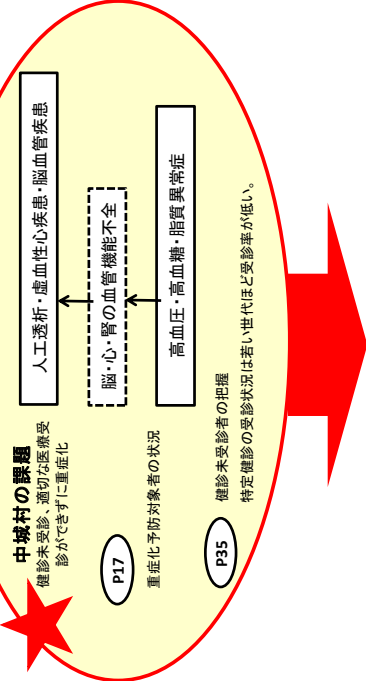 中城村の課題
健診未受診、適切な医療受
診ができずに重症化
人工透析・虚血性心疾患・脳血管疾患
脳・心・腎の血管機能不全
P17
重症化予防対象者の状況
高血圧・高血糖・脂質異常症
P35
健診未受診者の把握
特定健診の受診状況は若い世代ほど受診率が低い。